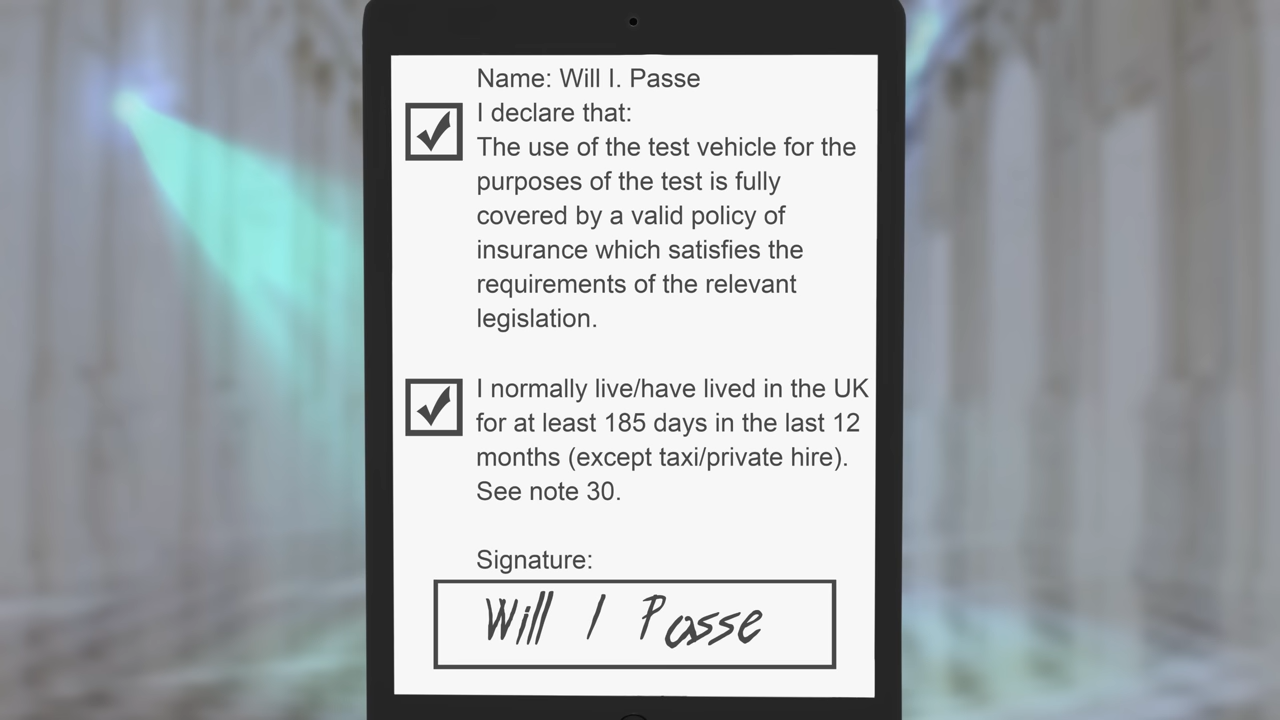 Name: Will I. Passe
I declare that:
The use of the test vehicle for the
purposes of the test is fully
covered by a valid policy of
insurance which satisfies the
requirements of the relevant
legislation.
I normally live/have lived in the UK
for at least 185 days in the last 12
months (except taxi/private hire).
See note 30.
Signature:
Will I Passe